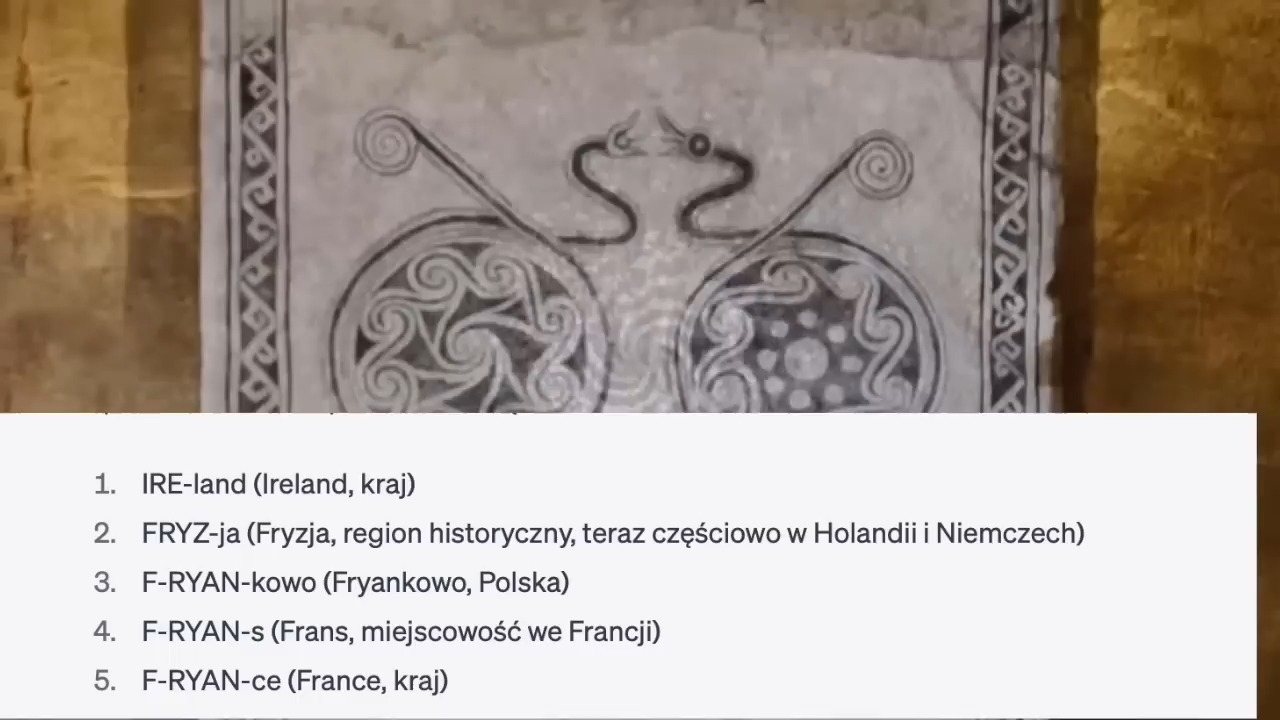 1. IRE-land (Ireland, kraj)
2. FRYZ-ja (Fryzja, region historyczny, teraz częściowo w Holandii i Niemczech)
3. F-RYAN-kowo (Fryankowo, Polska)
4. F-RYAN-s (Frans, miejscowość we Francji)
5. F-RYAN-ce (France, kraj)